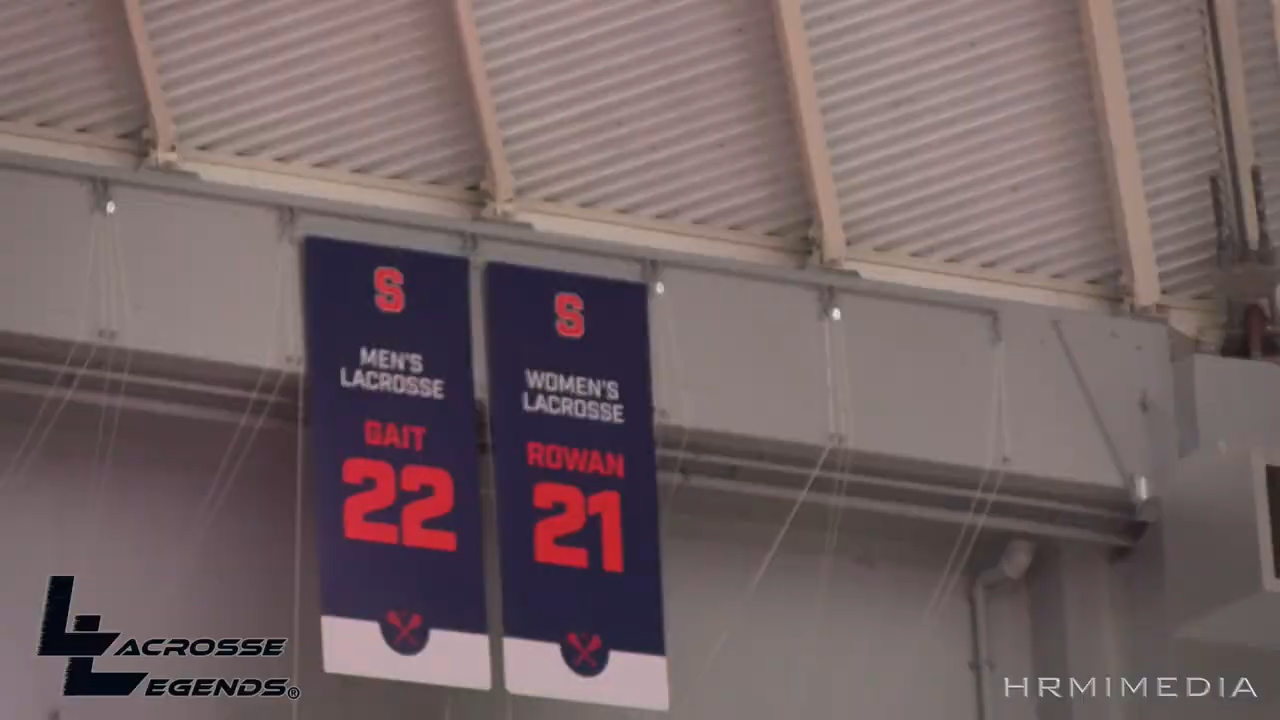 S
MEN'S
LACROSSE
GAIT
22
S
WOMEN'S
LACROSSE
ROWAN
21
LACROSSE
LEGENDS®
HRMIMEDIA